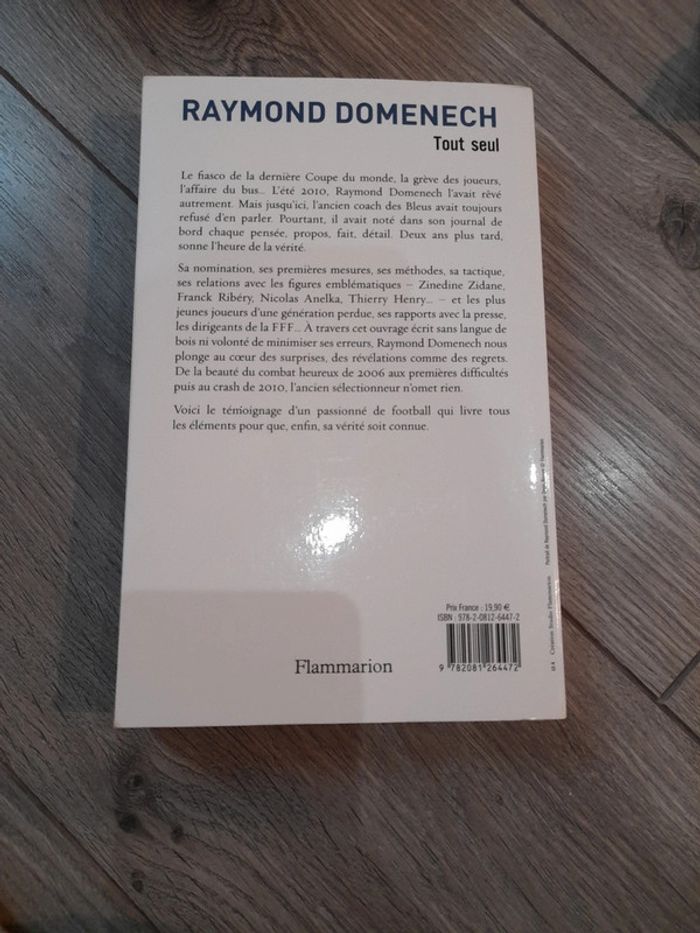 RAYMOND DOMENECH
Tout seul
Le fiasco de la dernière Coupe du monde, la grève des joueurs,
l'affaire du bus... L'été 2010, Raymond Domenech l'avait rêvé
autrement. Mais jusqu'ici, l'ancien coach des Bleus avait toujours
refusé d'en parler. Pourtant, il avait noté dans son journal de
bord chaque pensée, propos, fait, détail. Deux ans plus tard,
sonne l'heure de la vérité.
Sa nomination, ses premières mesures, ses méthodes, sa tactique,
ses relations avec les figures emblématiques – Zinedine Zidane,
Franck Ribéry, Nicolas Anelka, Thierry Henry... – et les plus
jeunes joueurs d'une génération perdue, ses rapports avec la presse,
les dirigeants de la FFF... À travers cet ouvrage écrit sans langue de
bois ni volonté de minimiser ses erreurs, Raymond Domenech nous
plonge au cœur des surprises, des révélations comme des regrets.
De la beauté du combat heureux de 2006 aux premières difficultés
puis au crash de 2010, l'ancien sélectionneur n'omet rien.
Voici le témoignage d'un passionné de football qui livre tous
les éléments pour que, enfin, sa vérité soit connue.
Prix France : 19,90 €
ISBN : 978-2-0812-6447-2
9 782081 264472
Flammarion
Création Studio Flammarion
Portrait de Raymond Domenech par
© Flammarion